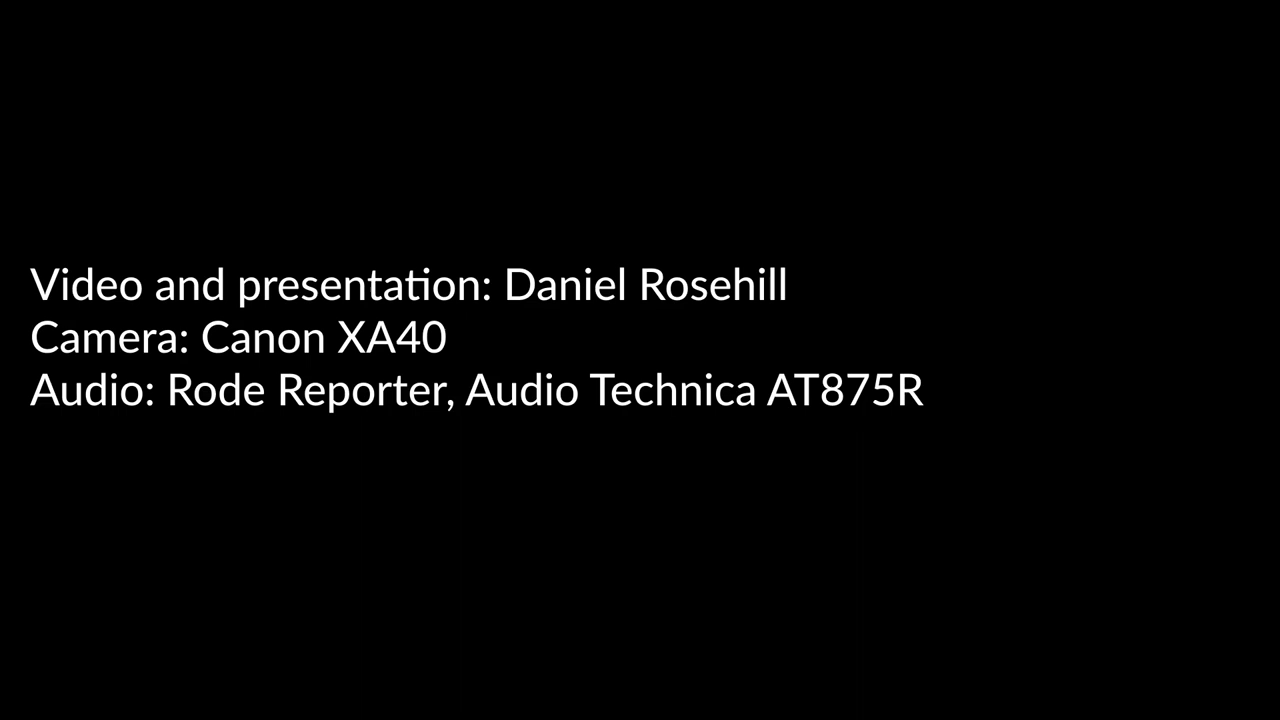 Video and presentation: Daniel Rosehill
Camera: Canon XA40
Audio: Rode Reporter, Audio Technica AT875R